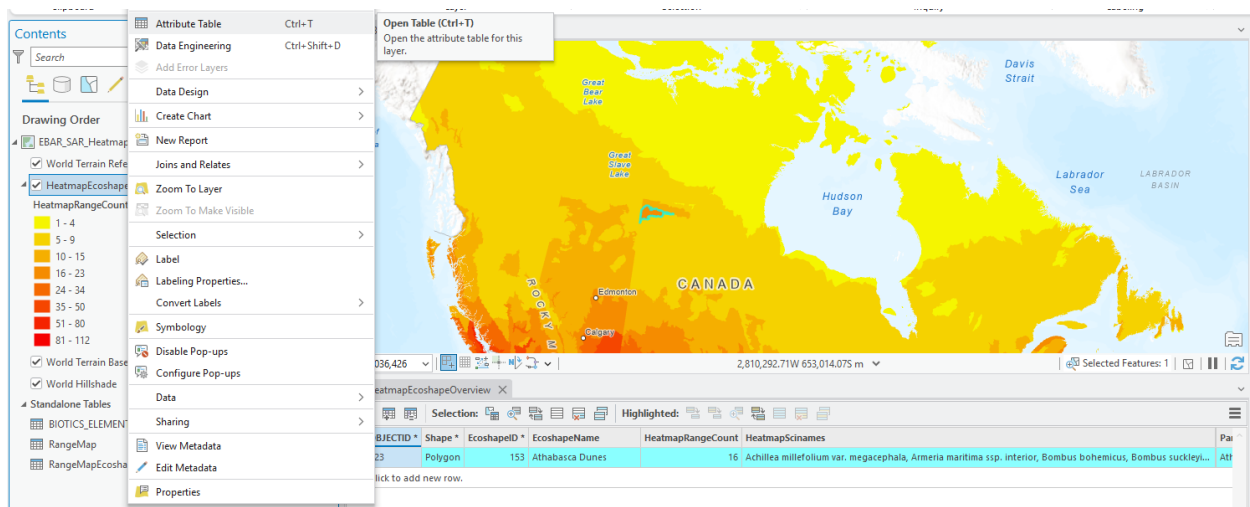 Contents
Search
Drawing Order
EBAR_SAR_Heatmap
World Terrain Refe
HeatmapEcoshape
HeatmapRangeCount
1 - 4
5 - 9
10 - 15
16 - 23
24 - 34
35 - 50
51 - 80
81 - 112
World Terrain Base
World Hillshade
Standalone Tables
BIOTICS_ELEMEN
RangeMap
RangeMapEcosha
Attribute Table Ctrl+T
Data Engineering Ctrl+Shift+D
Add Error Layers
Data Design
Create Chart
New Report
Joins and Relates
Zoom To Layer
Zoom To Make Visible
Selection
Label
Labeling Properties...
Convert Labels
Symbology
Disable Pop-ups
Configure Pop-ups
Data
Sharing
View Metadata
Edit Metadata
Properties
Open Table (Ctrl+T)
Open the attribute table for this
layer.
Great
Bear
Lake
Davis
Strait
Great
Slave
Lake
Hudson
Bay
Labrador
Sea
LABRADOR
BASIN
CANADA
ROCKY M
Edmonton
Calgary
036,426
2,810,292.71W 653,014.07S m
Selected Features: 1
eatmapEcoshapeOverview
Selection:
Highlighted:
BJECTID * Shape * EcoshapeID * EcoshapeName HeatmapRangeCount HeatmapScinames Par
23 Polygon 153 Athabasca Dunes 16 Achillea millefolium var. megacephala, Armeria maritima ssp. interior, Bombus bohemicus, Bombus suckleyi... Ath
lick to add new row.